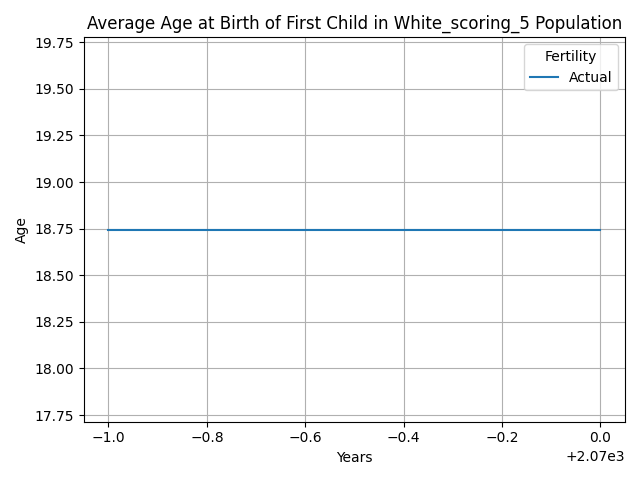 Average Age at Birth of First Child in White_scoring_5 Population
19.75
19.50
19.25
19.00
18.75
18.50
18.25
18.00
17.75
Age
Fertility
Actual
−1.0 −0.8 −0.6 −0.4 −0.2 0.0
Years
+2.07e3